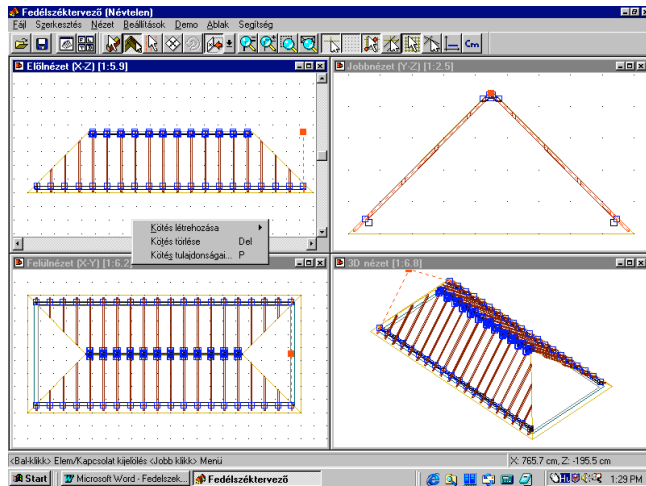 Fedélszéktervező (Névtelen)
Fájl Szerkesztés Nézet Beállítások Demo Ablak Segítség
Cm
Elölnézet (X-Z) [1:5.9]
Jobbnézet (Y-Z) [1:2.5]
Kötés létrehozása
Kötés törlése Del
Kötés tulajdonságai... P
Felülnézet (X-Y) [1:6.2]
3D nézet [1:6.8]
<Bal-klikk> Elem/Kapcsolat kijelölés <Jobb klikk> Menü
X: 765.7 cm, Z: -195.5 cm
Start
Microsoft Word - Fedelszek...
Fedélszéktervező
1:29 PM